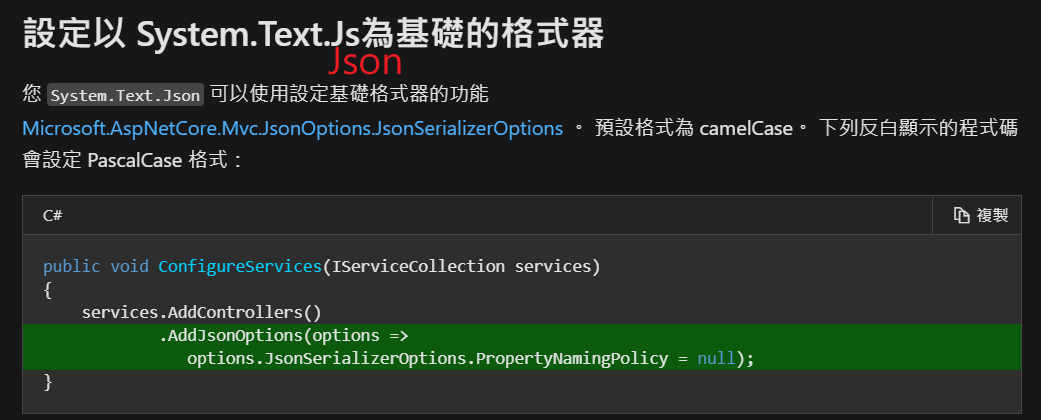 設定以 System.Text.Js為基礎的格式器
Json
您 System.Text.Json 可以使用設定基礎格式器的功能
Microsoft.AspNetCore.Mvc.JsonOptions.JsonSerializerOptions 。 預設格式為 camelCase。 下列反白顯示的程式碼
會設定 PascalCase 格式：
C# 複製
public void ConfigureServices(IServiceCollection services)
{
    services.AddControllers()
            .AddJsonOptions(options =>
               options.JsonSerializerOptions.PropertyNamingPolicy = null);
}